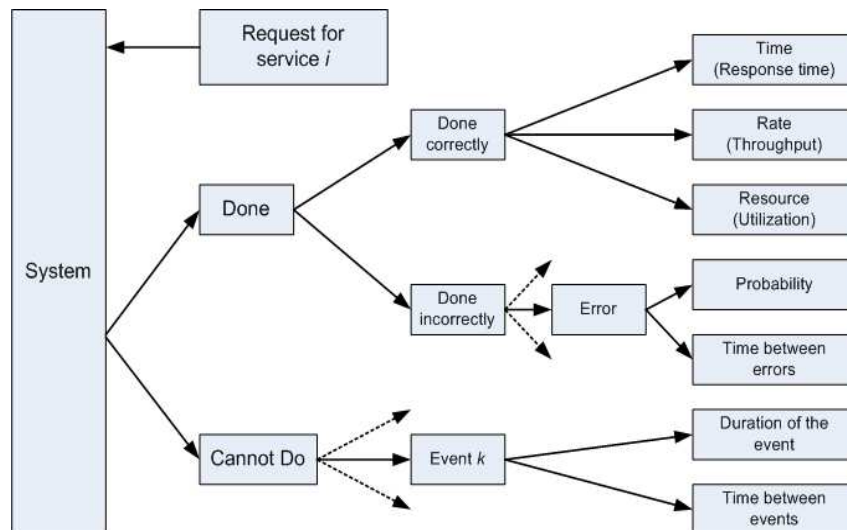 Request for
service i
System
Done
Cannot Do
Done
correctly
Done
incorrectly
Error
Event k
Time
(Response time)
Rate
(Throughput)
Resource
(Utilization)
Probability
Time between
errors
Duration of the
event
Time between
events